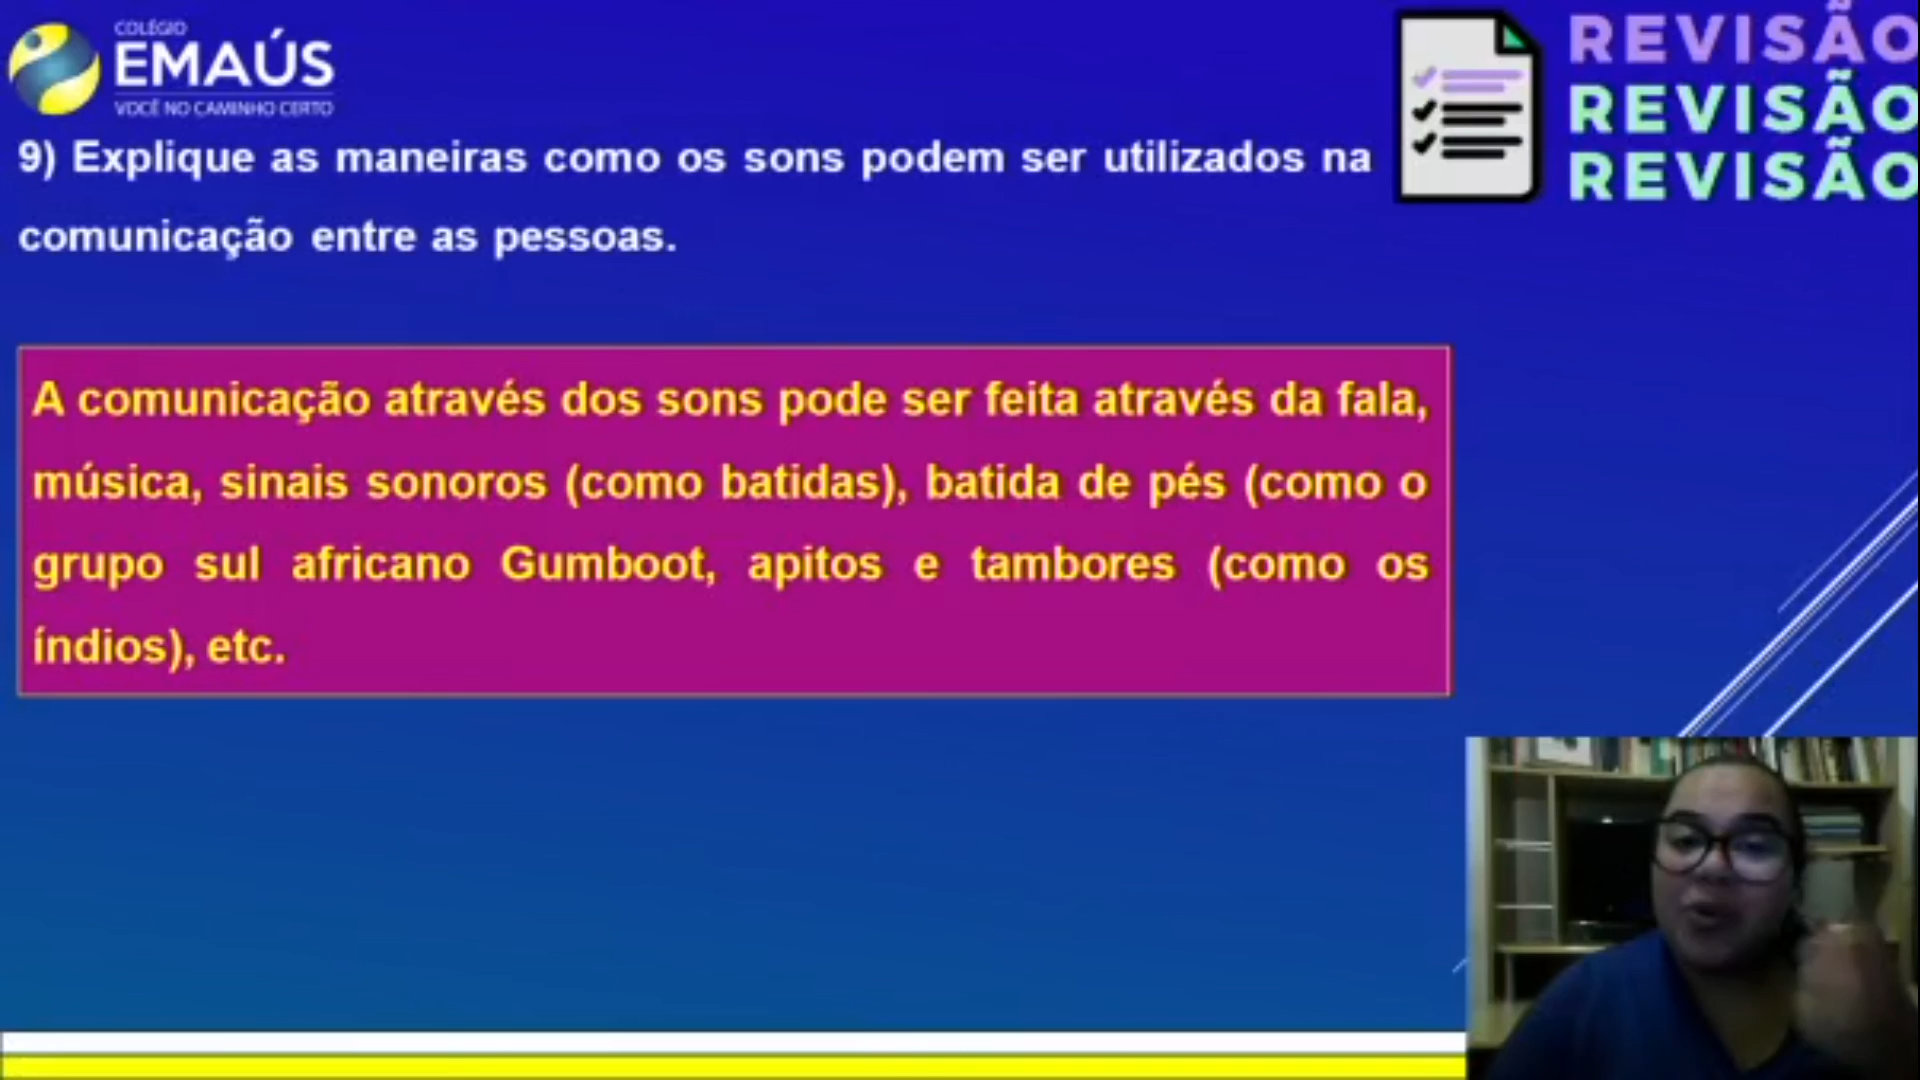 COLÉGIO
EMAÚS
VOCÊ NO CAMINHO CERTO
REVISÃO
REVISÃO
REVISÃO
9) Explique as maneiras como os sons podem ser utilizados na
comunicação entre as pessoas.
A comunicação através dos sons pode ser feita através da fala,
música, sinais sonoros (como batidas), batida de pés (como o
grupo sul africano Gumboot, apitos e tambores (como os
índios), etc.